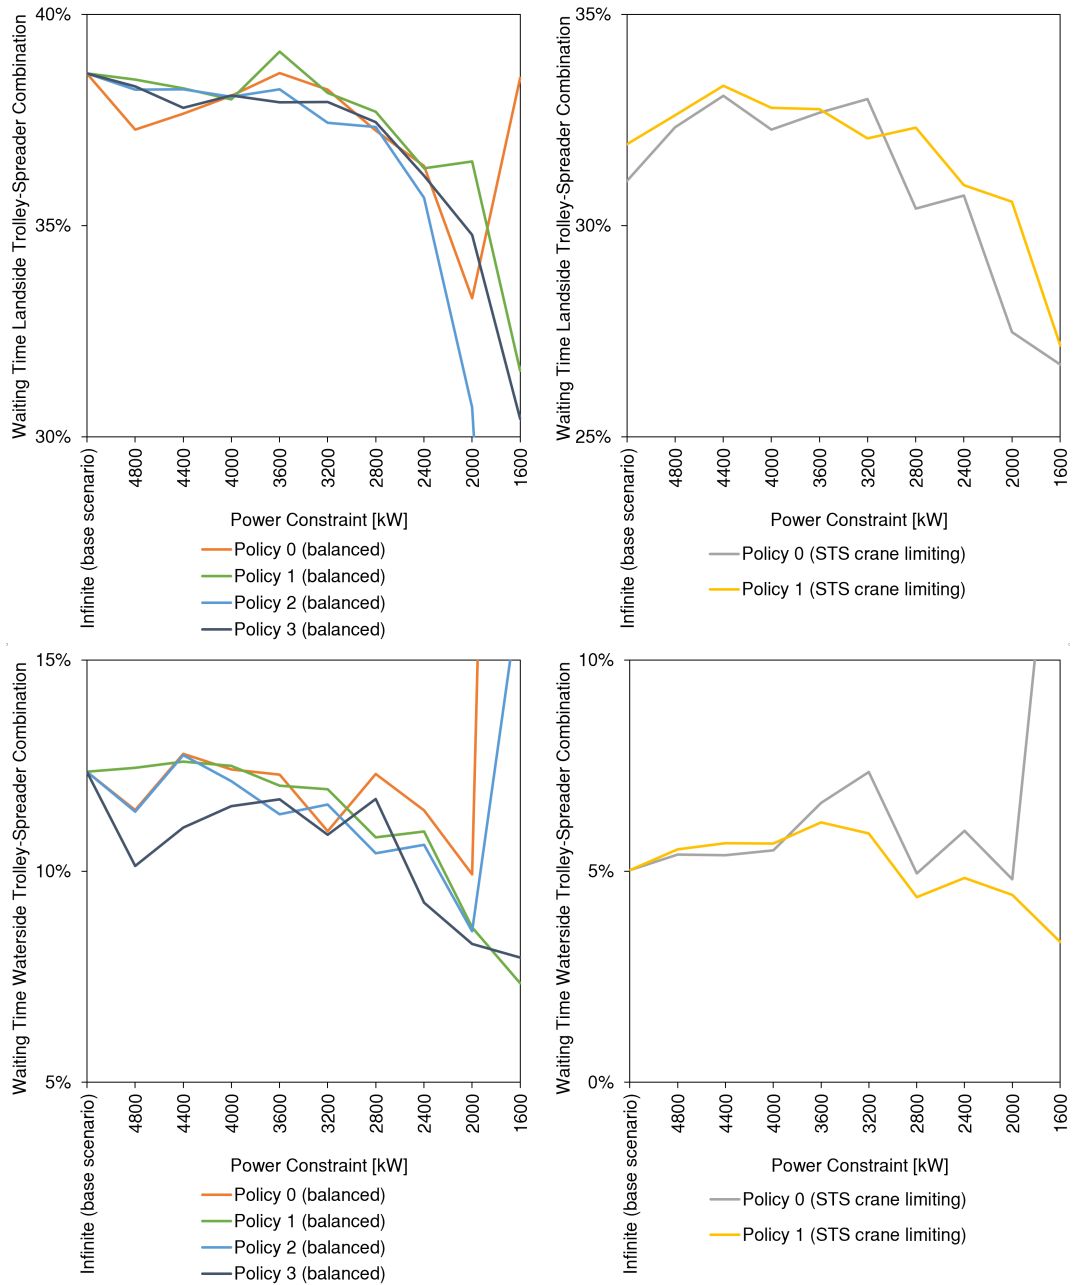 Waiting Time Landside Trolley-Spreader Combination
40%
35%
30%
Infinite (base scenario)
4800
4400
4000
3600
3200
2800
2400
2000
1600
Power Constraint [kW]
Policy 0 (balanced)
Policy 1 (balanced)
Policy 2 (balanced)
Policy 3 (balanced)
Waiting Time Landside Trolley-Spreader Combination
35%
30%
25%
Infinite (base scenario)
4800
4400
4000
3600
3200
2800
2400
2000
1600
Power Constraint [kW]
Policy 0 (STS crane limiting)
Policy 1 (STS crane limiting)
Waiting Time Waterside Trolley-Spreader Combination
15%
10%
5%
Infinite (base scenario)
4800
4400
4000
3600
3200
2800
2400
2000
1600
Power Constraint [kW]
Policy 0 (balanced)
Policy 1 (balanced)
Policy 2 (balanced)
Policy 3 (balanced)
Waiting Time Waterside Trolley-Spreader Combination
10%
5%
0%
Infinite (base scenario)
4800
4400
4000
3600
3200
2800
2400
2000
1600
Power Constraint [kW]
Policy 0 (STS crane limiting)
Policy 1 (STS crane limiting)